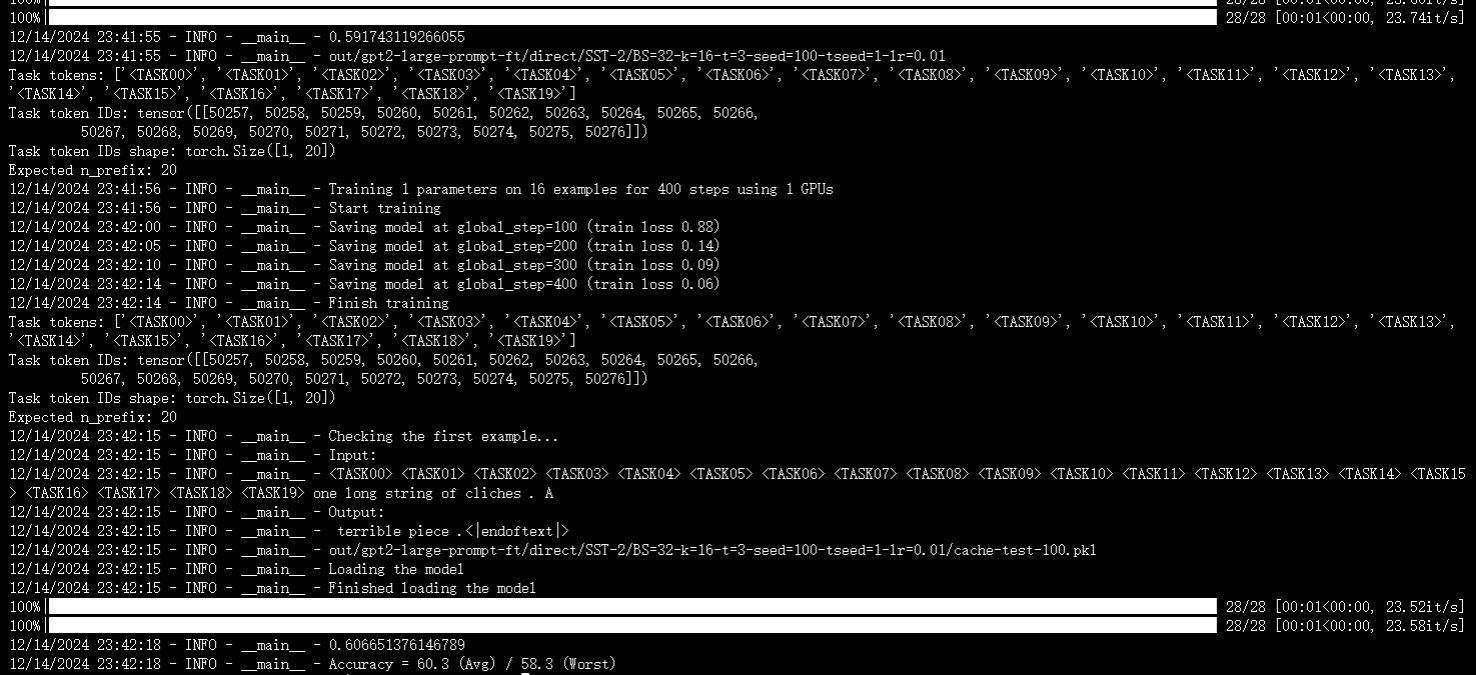 100% 28/28 [00:01<00:00, 23.74it/s]
12/14/2024 23:41:55 - INFO - __main__ - 0.591743119266055
12/14/2024 23:41:55 - INFO - __main__ - out/gpt2-large-prompt-ft/direct/SST-2/BS=32-k=16-t=3-seed=100-tseed=1-lr=0.01
Task tokens: ['<TASK00>', '<TASK01>', '<TASK02>', '<TASK03>', '<TASK04>', '<TASK05>', '<TASK06>', '<TASK07>', '<TASK08>', '<TASK09>', '<TASK10>', '<TASK11>', '<TASK12>', '<TASK13>',
'<TASK14>', '<TASK15>', '<TASK16>', '<TASK17>', '<TASK18>', '<TASK19>']
Task token IDs: tensor([[50257, 50258, 50259, 50260, 50261, 50262, 50263, 50264, 50265, 50266,
50267, 50268, 50269, 50270, 50271, 50272, 50273, 50274, 50275, 50276]])
Task token IDs shape: torch.Size([1, 20])
Expected n_prefix: 20
12/14/2024 23:41:56 - INFO - __main__ - Training 1 parameters on 16 examples for 400 steps using 1 GPUs
12/14/2024 23:41:56 - INFO - __main__ - Start training
12/14/2024 23:42:00 - INFO - __main__ - Saving model at global_step=100 (train loss 0.88)
12/14/2024 23:42:05 - INFO - __main__ - Saving model at global_step=200 (train loss 0.14)
12/14/2024 23:42:10 - INFO - __main__ - Saving model at global_step=300 (train loss 0.09)
12/14/2024 23:42:14 - INFO - __main__ - Saving model at global_step=400 (train loss 0.06)
12/14/2024 23:42:14 - INFO - __main__ - Finish training
Task tokens: ['<TASK00>', '<TASK01>', '<TASK02>', '<TASK03>', '<TASK04>', '<TASK05>', '<TASK06>', '<TASK07>', '<TASK08>', '<TASK09>', '<TASK10>', '<TASK11>', '<TASK12>', '<TASK13>',
'<TASK14>', '<TASK15>', '<TASK16>', '<TASK17>', '<TASK18>', '<TASK19>']
Task token IDs: tensor([[50257, 50258, 50259, 50260, 50261, 50262, 50263, 50264, 50265, 50266,
50267, 50268, 50269, 50270, 50271, 50272, 50273, 50274, 50275, 50276]])
Task token IDs shape: torch.Size([1, 20])
Expected n_prefix: 20
12/14/2024 23:42:15 - INFO - __main__ - Checking the first example...
12/14/2024 23:42:15 - INFO - __main__ - Input:
12/14/2024 23:42:15 - INFO - __main__ - <TASK00> <TASK01> <TASK02> <TASK03> <TASK04> <TASK05> <TASK06> <TASK07> <TASK08> <TASK09> <TASK10> <TASK11> <TASK12> <TASK13> <TASK14> <TASK15
> <TASK16> <TASK17> <TASK18> <TASK19> one long string of cliches . A
12/14/2024 23:42:15 - INFO - __main__ - Output:
12/14/2024 23:42:15 - INFO - __main__ -  terrible piece .<|endoftext|>
12/14/2024 23:42:15 - INFO - __main__ - out/gpt2-large-prompt-ft/direct/SST-2/BS=32-k=16-t=3-seed=100-tseed=1-lr=0.01/cache-test-100.pkl
12/14/2024 23:42:15 - INFO - __main__ - Loading the model
12/14/2024 23:42:15 - INFO - __main__ - Finished loading the model
100% 28/28 [00:01<00:00, 23.52it/s]
100% 28/28 [00:01<00:00, 23.58it/s]
12/14/2024 23:42:18 - INFO - __main__ - 0.606651376146789
12/14/2024 23:42:18 - INFO - __main__ - Accuracy = 60.3 (Avg) / 58.3 (Worst)